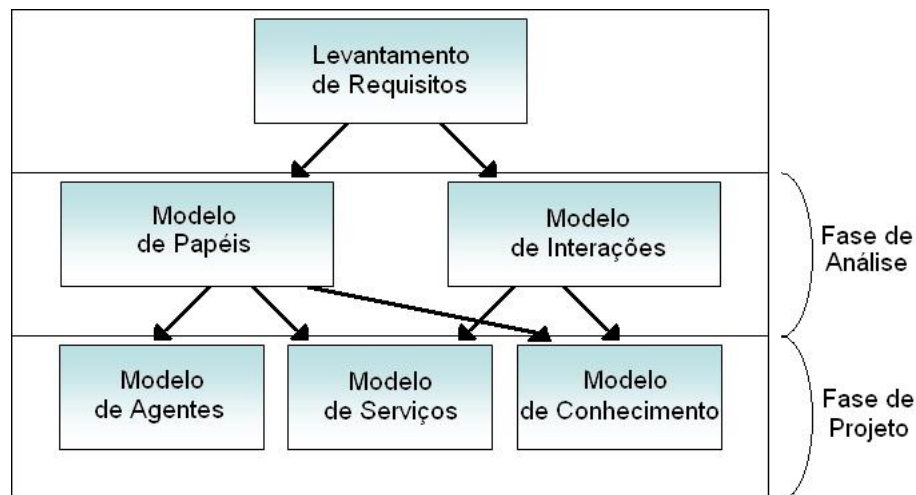 Levantamento
de Requisitos
Modelo
de Papéis
Modelo
de Interações
Fase de
Análise
Modelo
de Agentes
Modelo
de Serviços
Modelo
de Conhecimento
Fase de
Projeto